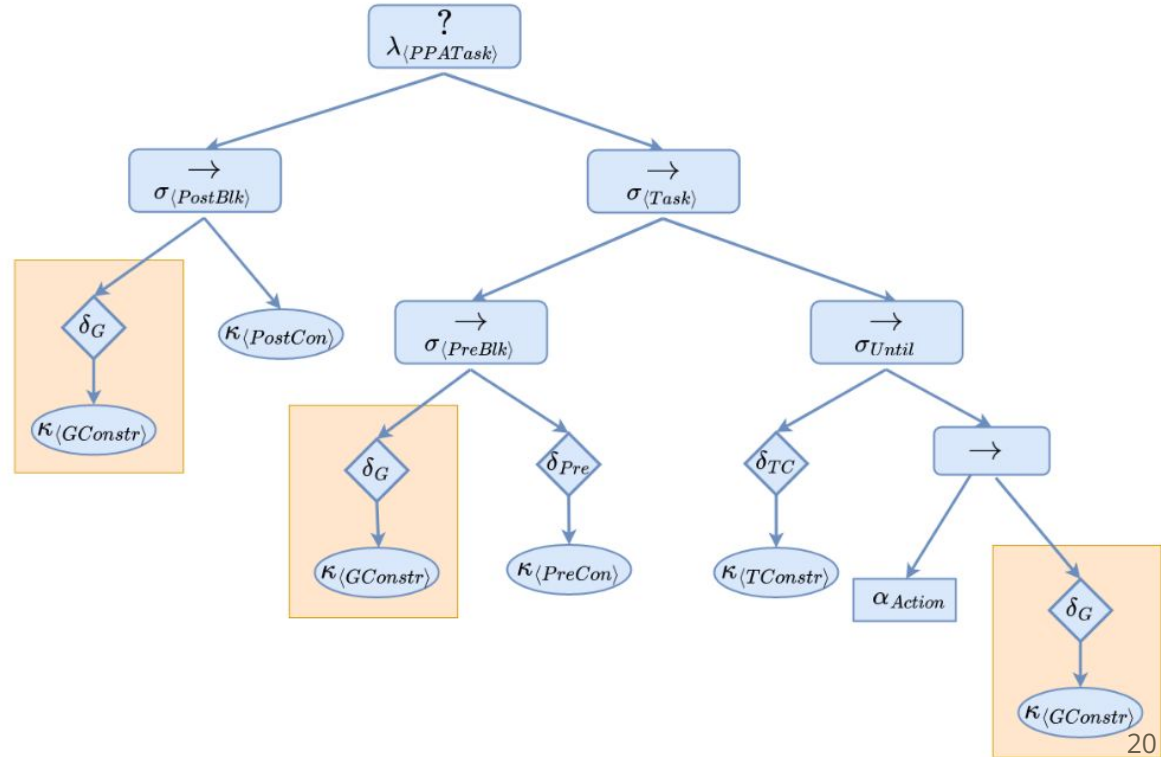 ?
λ⟨PPATask⟩
→
σ⟨PostBlk⟩
→
σ⟨Task⟩
δG
κ⟨PostCon⟩
κ⟨GConstr⟩
→
σ⟨PreBlk⟩
→
σUntil
δG
δPre
δTC
→
κ⟨GConstr⟩
κ⟨PreCon⟩
κ⟨TConstr⟩
αAction
δG
κ⟨GConstr⟩
20